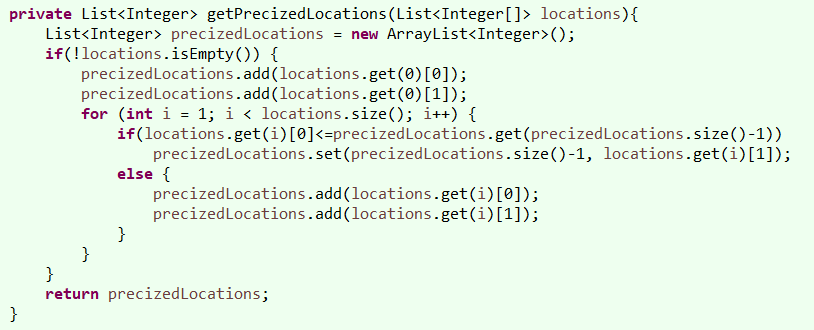 private List<Integer> getPrecizedLocations(List<Integer[]> locations){
    List<Integer> precizedLocations = new ArrayList<Integer>();
    if(!locations.isEmpty()) {
        precizedLocations.add(locations.get(0)[0]);
        precizedLocations.add(locations.get(0)[1]);
        for (int i = 1; i < locations.size(); i++) {
            if(locations.get(i)[0]<=precizedLocations.get(precizedLocations.size()-1))
                precizedLocations.set(precizedLocations.size()-1, locations.get(i)[1]);
            else {
                precizedLocations.add(locations.get(i)[0]);
                precizedLocations.add(locations.get(i)[1]);
            }
        }
    }
    return precizedLocations;
}